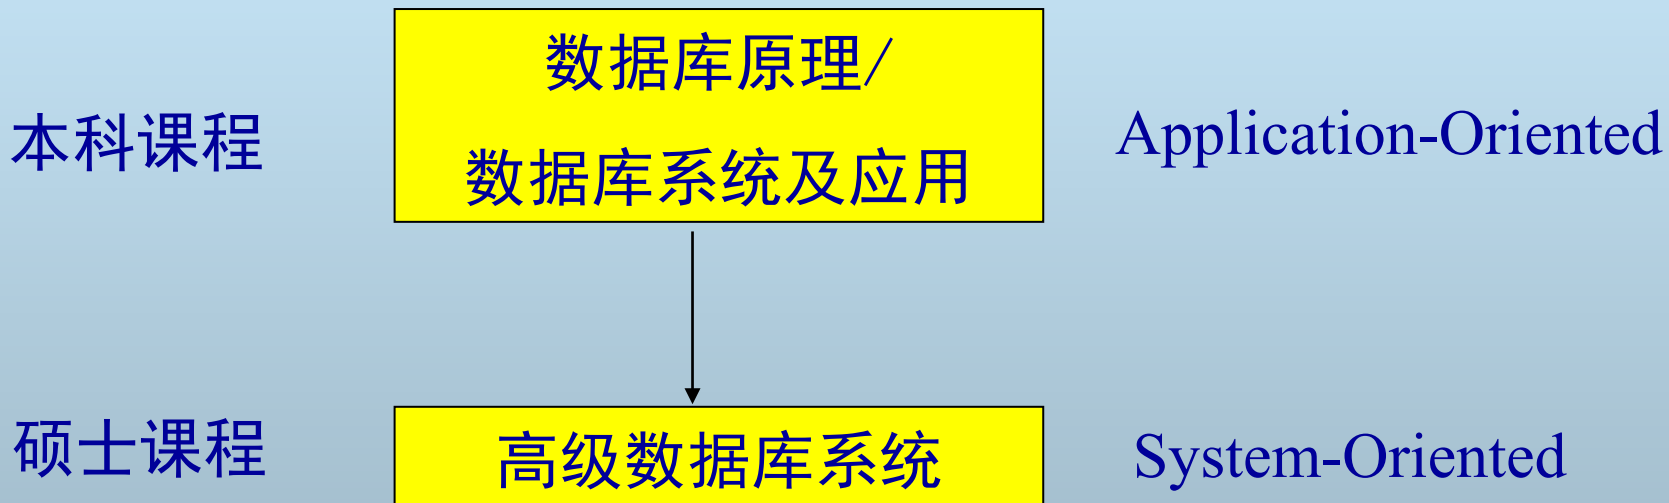 数据库原理/
本科课程
数据库系统及应用
Application-Oriented
硕士课程
高级数据库系统
System-Oriented